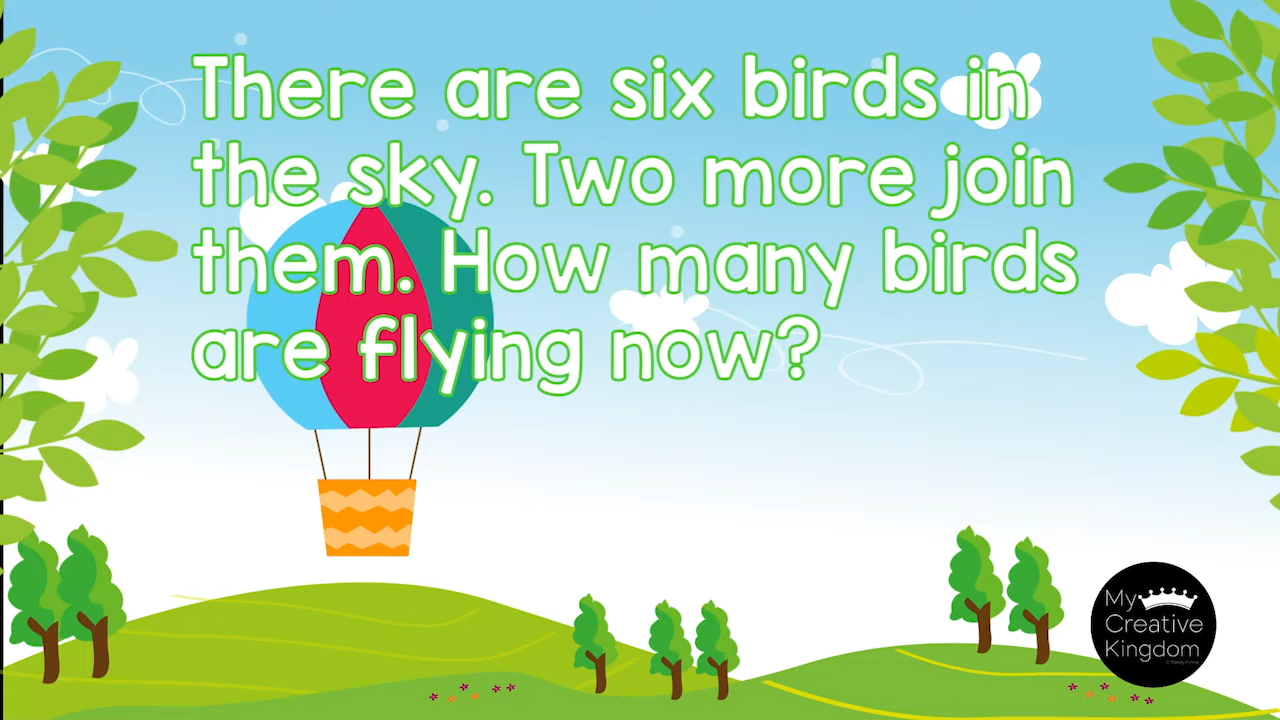 There are six birds in
the sky. Two more join
them. How many birds
are flying now?
My
Creative
Kingdom